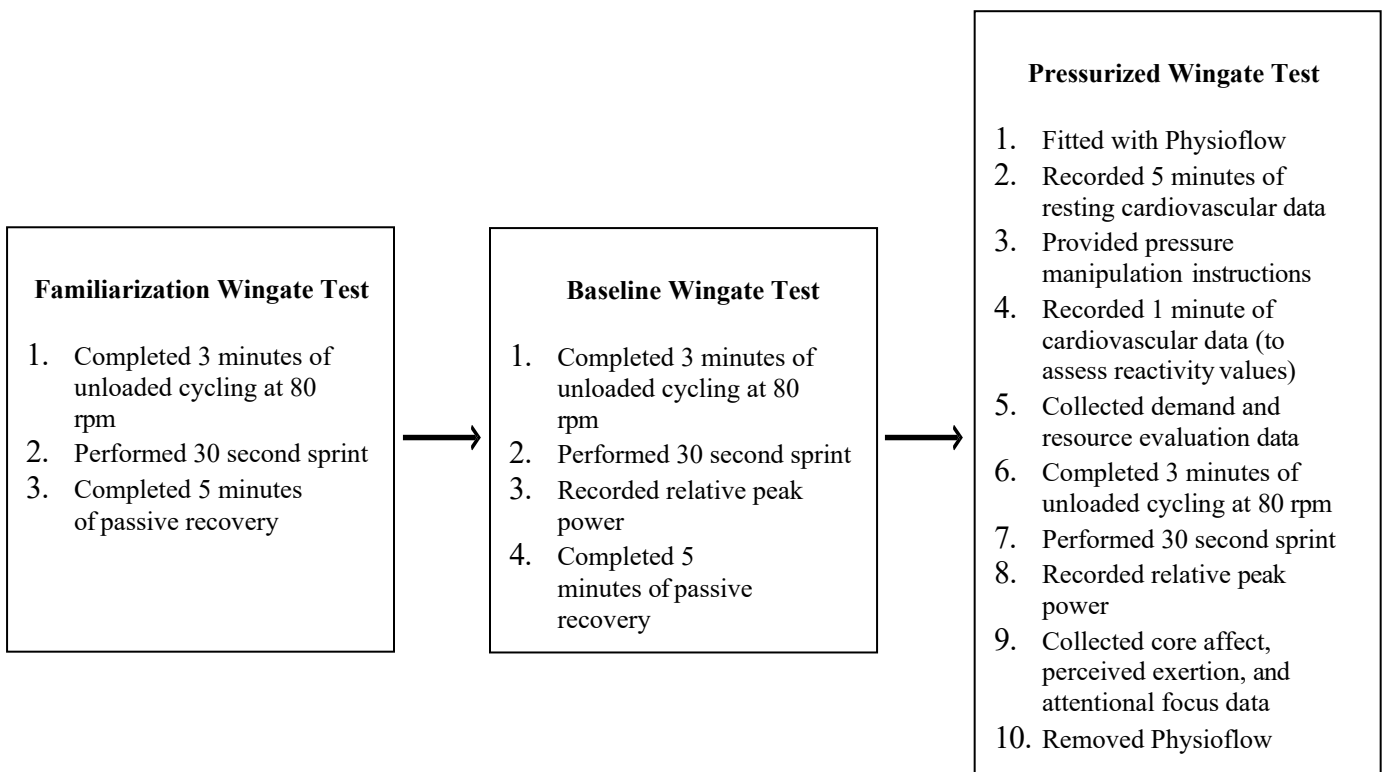 Familiarization Wingate Test
1. Completed 3 minutes of
unloaded cycling at 80
rpm
2. Performed 30 second sprint
3. Completed 5 minutes
of passive recovery
Baseline Wingate Test
1. Completed 3 minutes of
unloaded cycling at 80
rpm
2. Performed 30 second sprint
3. Recorded relative peak
power
4. Completed 5
minutes of passive
recovery
Pressurized Wingate Test
1. Fitted with Physioflow
2. Recorded 5 minutes of
resting cardiovascular data
3. Provided pressure
manipulation instructions
4. Recorded 1 minute of
cardiovascular data (to
assess reactivity values)
5. Collected demand and
resource evaluation data
6. Completed 3 minutes of
unloaded cycling at 80 rpm
7. Performed 30 second sprint
8. Recorded relative peak
power
9. Collected core affect,
perceived exertion, and
attentional focus data
10. Removed Physioflow